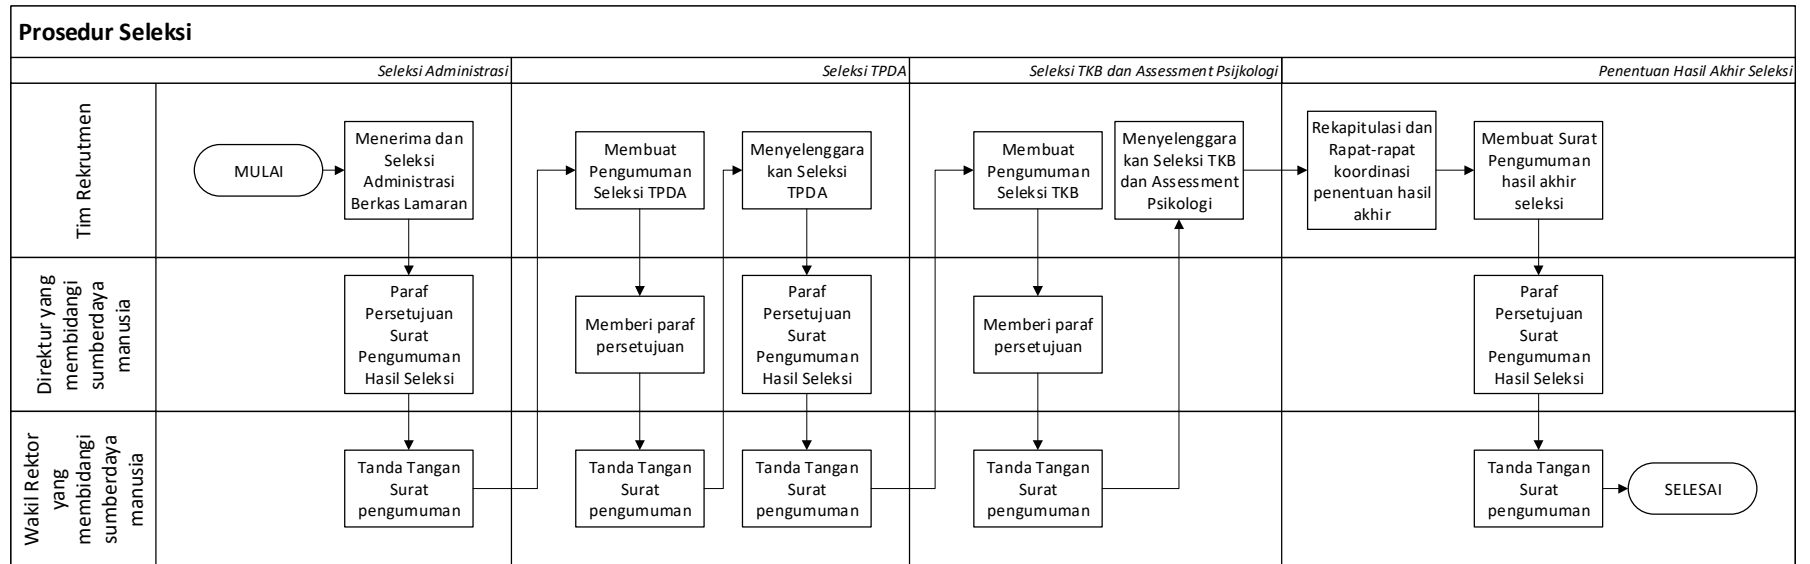 Prosedur Seleksi
Seleksi Administrasi
Seleksi TPDA
Seleksi TKB dan Assessment Psijkologi
Penentuan Hasil Akhir Seleksi
Tim Rekrutmen
MULAI
Menerima dan
Seleksi
Administrasi
Berkas Lamaran
Membuat
Pengumuman
Seleksi TPDA
Menyelenggara
kan Seleksi
TPDA
Membuat
Pengumuman
Seleksi TKB
Menyelenggara
kan Seleksi TKB
dan Assessment
Psikologi
Rekapitulasi dan
Rapat-rapat
koordinasi
penentuan hasil
akhir
Membuat Surat
Pengumuman
hasil akhir
seleksi
Direktur yang
membidangi
sumberdaya
manusia
Paraf
Persetujuan
Surat
Pengumuman
Hasil Seleksi
Memberi paraf
persetujuan
Paraf
Persetujuan
Surat
Pengumuman
Hasil Seleksi
Memberi paraf
persetujuan
Paraf
Persetujuan
Surat
Pengumuman
Hasil Seleksi
Wakil Rektor
yang
membidangi
sumberdaya
manusia
Tanda Tangan
Surat
pengumuman
Tanda Tangan
Surat
pengumuman
Tanda Tangan
Surat
pengumuman
Tanda Tangan
Surat
pengumuman
Tanda Tangan
Surat
pengumuman
SELESAI